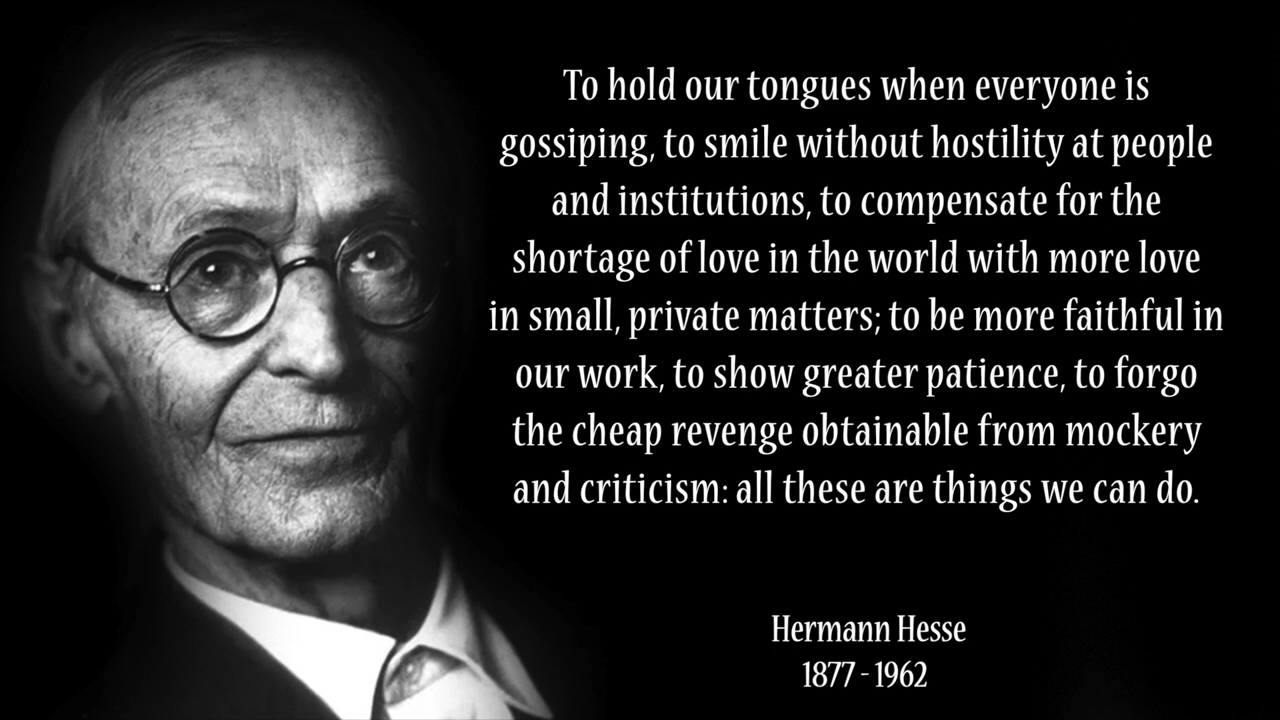 To hold our tongues when everyone is
gossiping, to smile without hostility at people
and institutions, to compensate for the
shortage of love in the world with more love
in small, private matters; to be more faithful in
our work, to show greater patience, to forgo
the cheap revenge obtainable from mockery
and criticism: all these are things we can do.
Hermann Hesse
1877 - 1962